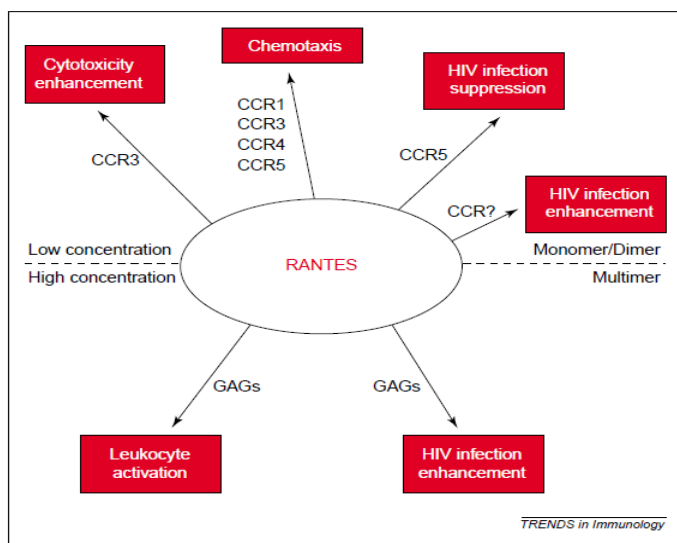 Chemotaxis
Cytotoxicity
enhancement
HIV infection
suppression
CCR1
CCR3
CCR4
CCR5
CCR3
CCR5
CCR?
HIV infection
enhancement
Low concentration
High concentration
RANTES
Monomer/Dimer
Multimer
GAGs
GAGs
Leukocyte
activation
HIV infection
enhancement
TRENDS in Immunology